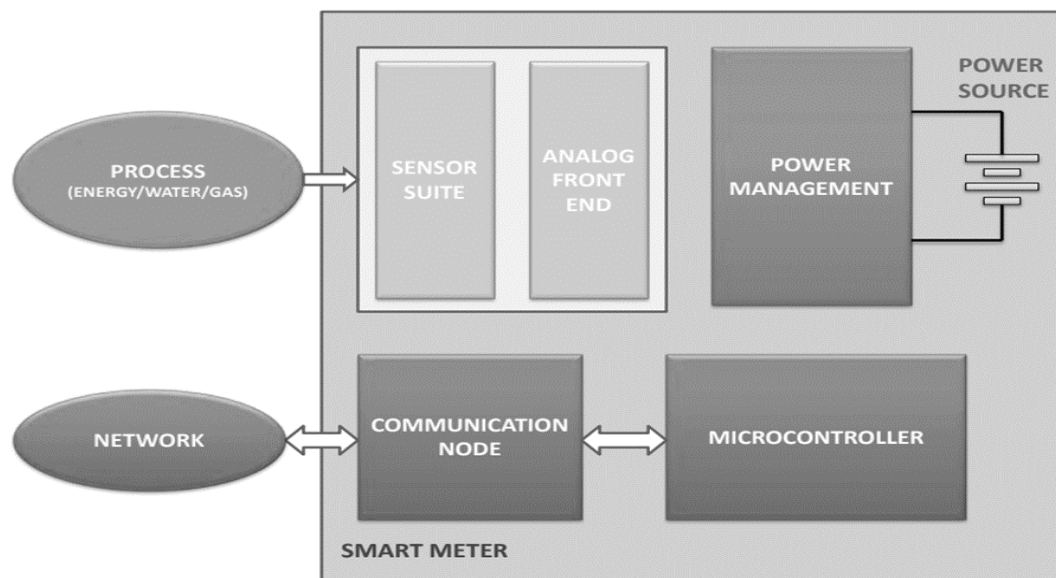 PROCESS
(ENERGY/WATER/GAS)
SENSOR
SUITE
ANALOG
FRONT
END
POWER
MANAGEMENT
POWER
SOURCE
NETWORK
COMMUNICATION
NODE
MICROCONTROLLER
SMART METER